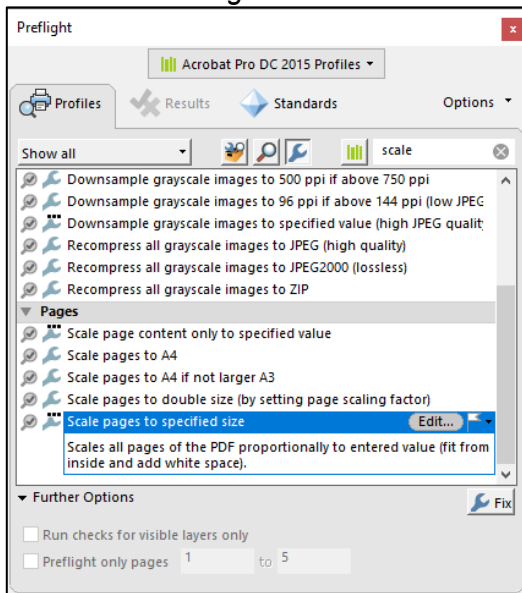 Preflight
x
Acrobat Pro DC 2015 Profiles
Profiles Results Standards Options
Show all scale
Downsample grayscale images to 500 ppi if above 750 ppi
Downsample grayscale images to 96 ppi if above 144 ppi (low JPEG
Downsample grayscale images to specified value (high JPEG quality
Recompress all grayscale images to JPEG (high quality)
Recompress all grayscale images to JPEG2000 (lossless)
Recompress all grayscale images to ZIP
Pages
Scale page content only to specified value
Scale pages to A4
Scale pages to A4 if not larger A3
Scale pages to double size (by setting page scaling factor)
Scale pages to specified size Edit...
Scales all pages of the PDF proportionally to entered value (fit from
inside and add white space).
Further Options Fix
Run checks for visible layers only
Preflight only pages 1 to 5